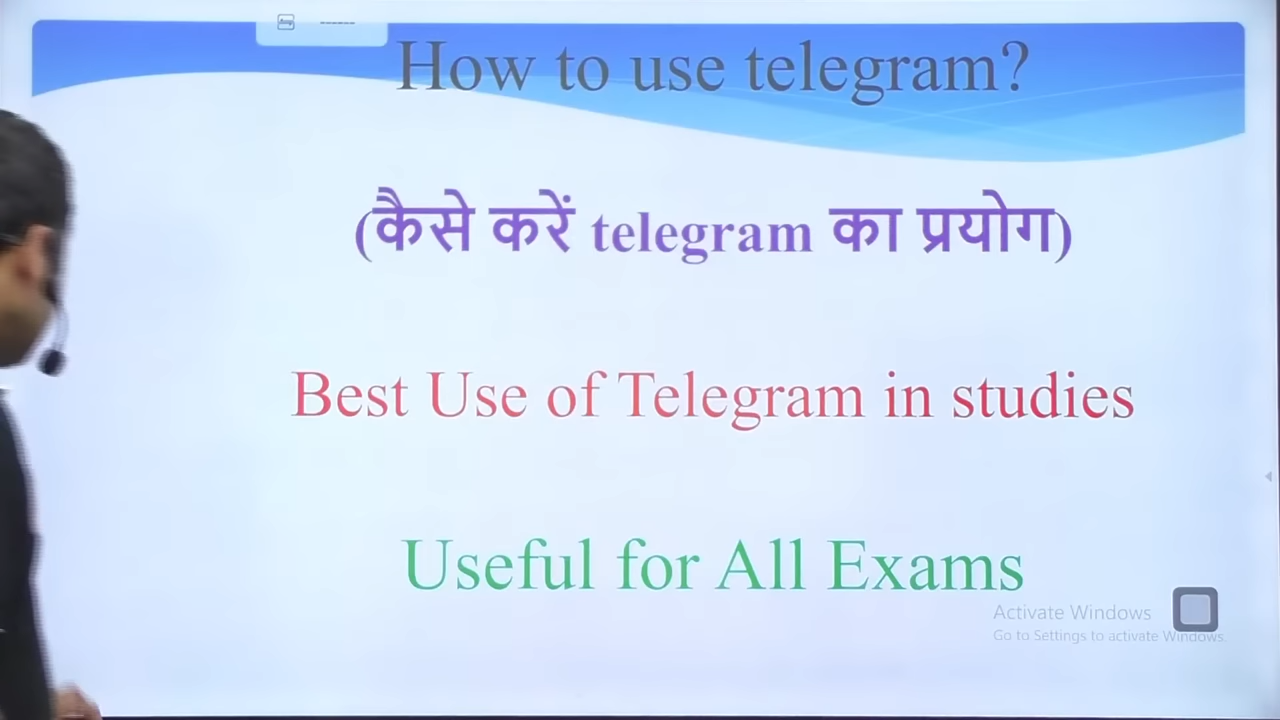 How to use telegram?
(कैसे करें telegram का प्रयोग)
Best Use of Telegram in studies
Useful for All Exams
Activate Windows
Go to Settings to activate Windows.